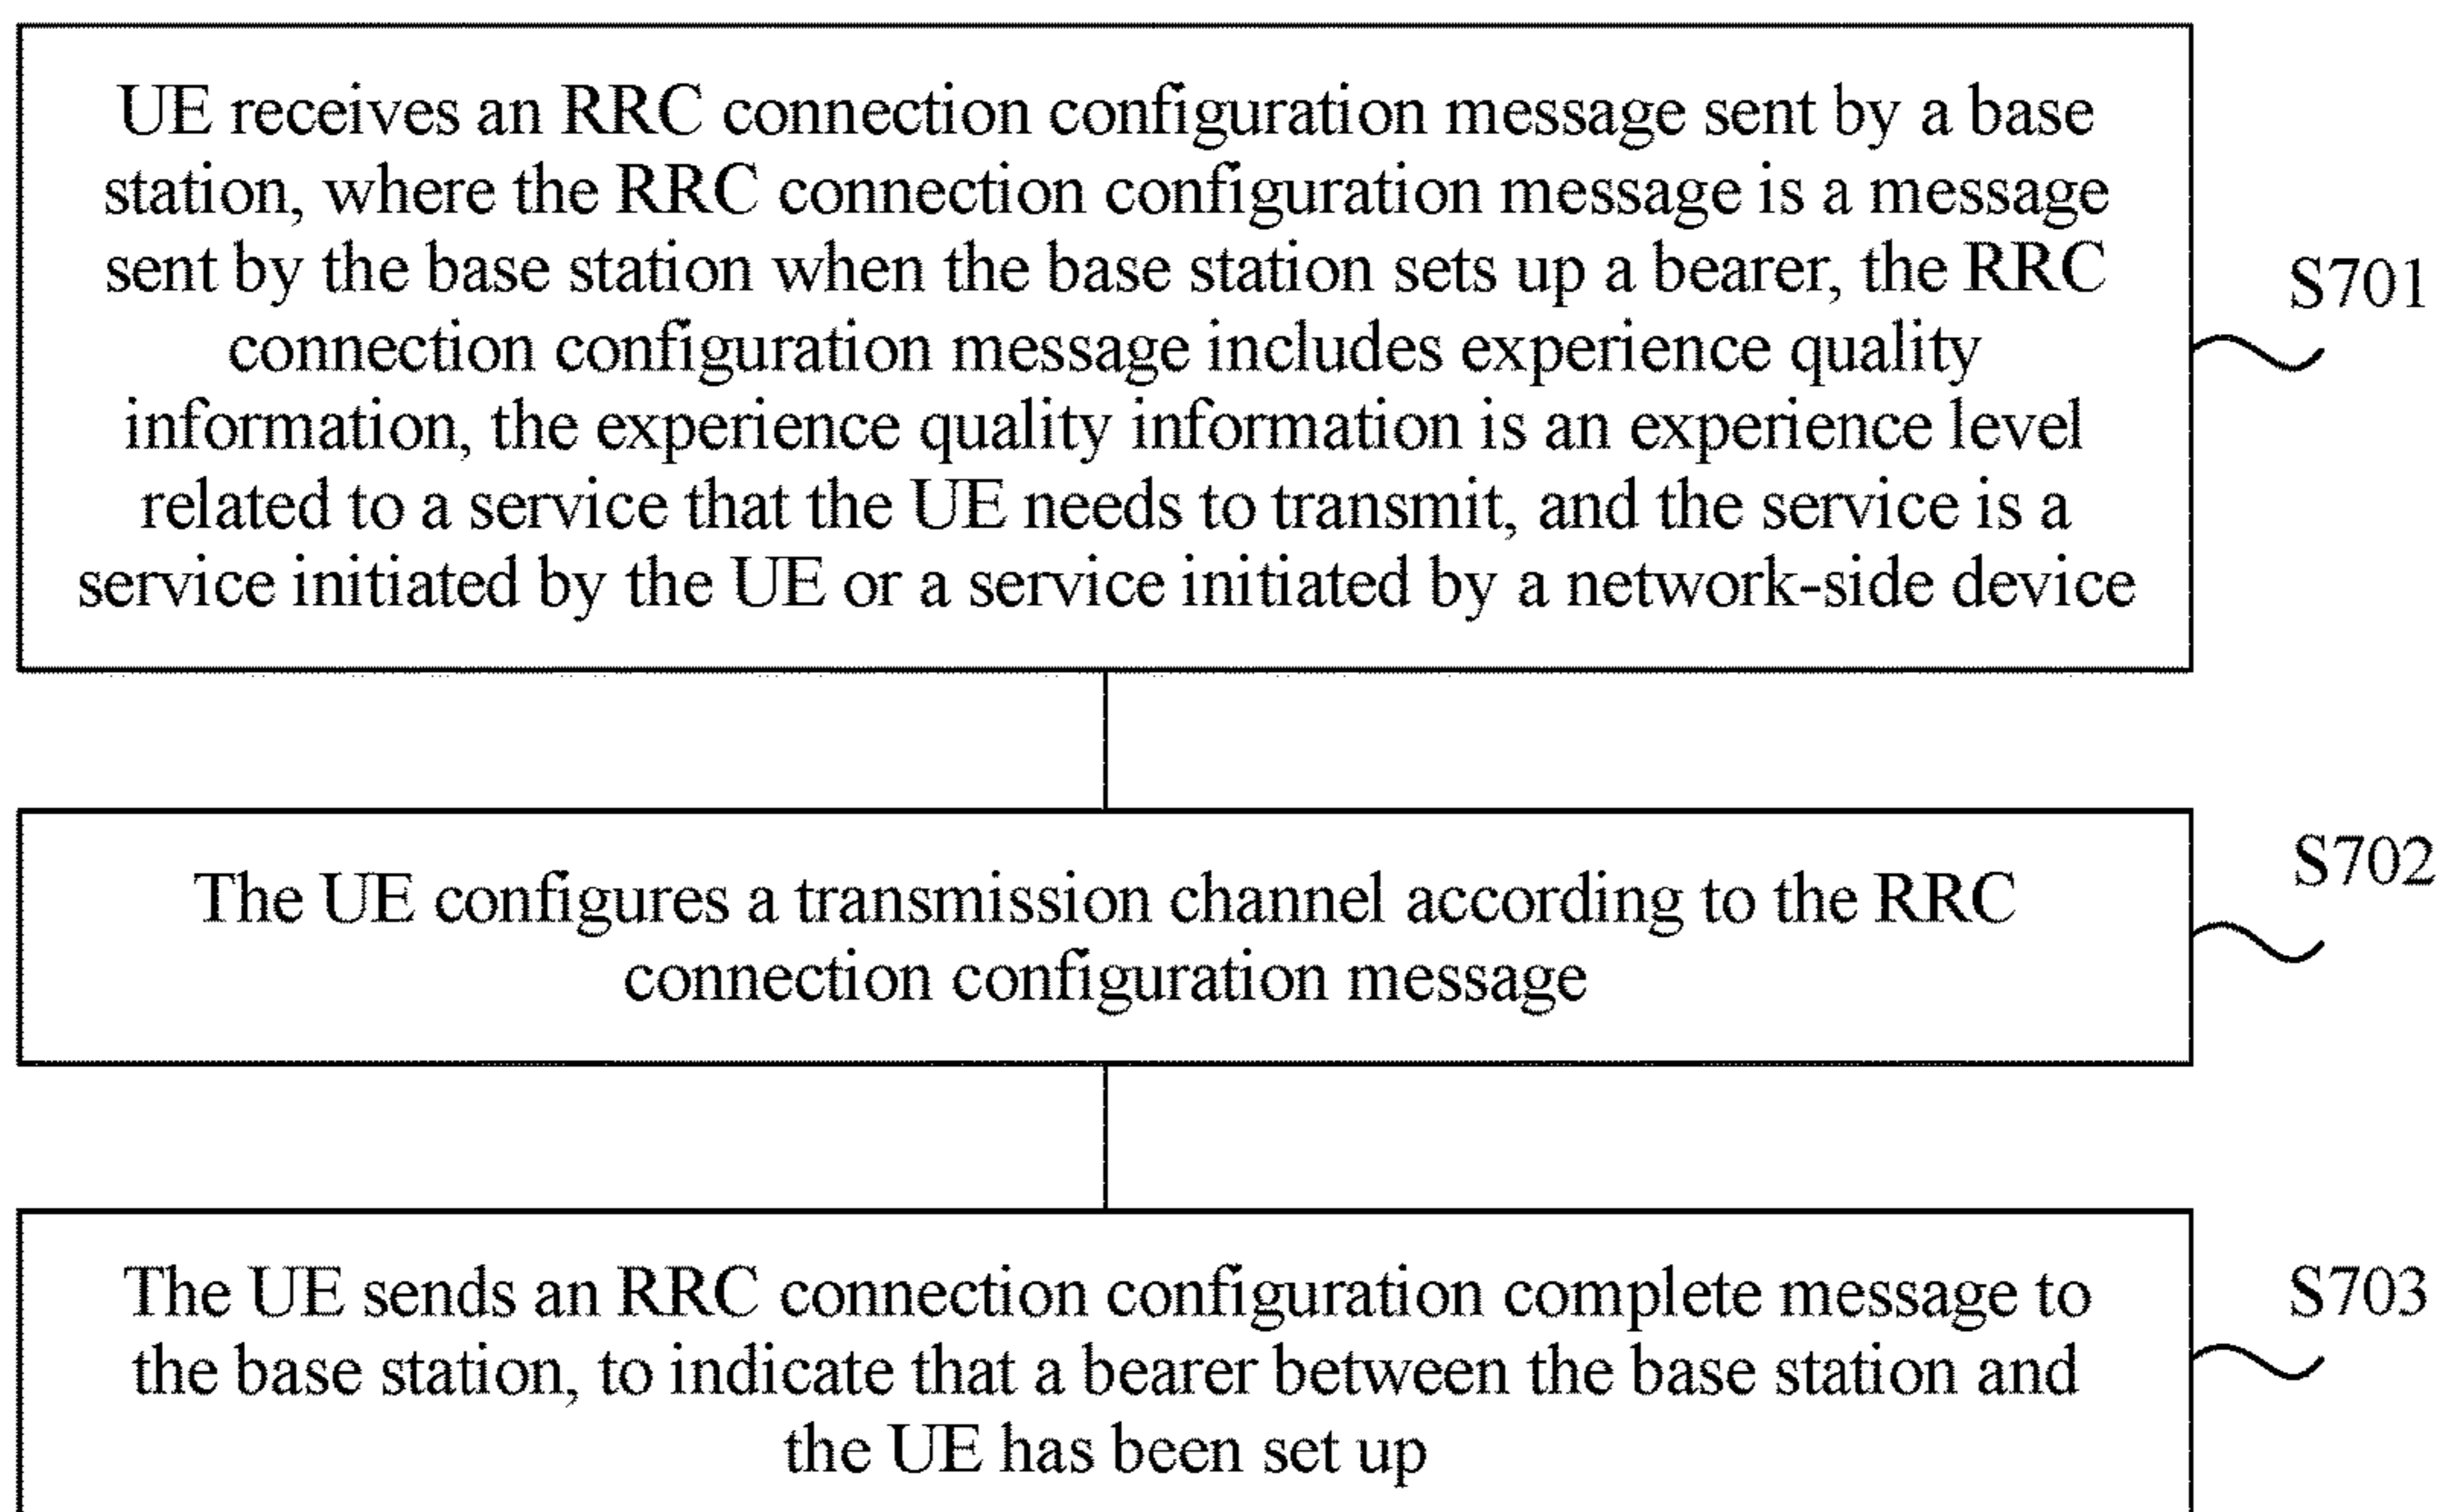 UE receives an RRC connection configuration message sent by a base
station, where the RRC connection configuration message is a message
sent by the base station when the base station sets up a bearer, the RRC
connection configuration message includes experience quality
information, the experience quality information is an experience level
related to a service that the UE needs to transmit, and the service is a
service initiated by the UE or a service initiated by a network-side device
S701
The UE configures a transmission channel according to the RRC
connection configuration message
S702
The UE sends an RRC connection configuration complete message to
the base station, to indicate that a bearer between the base station and
the UE has been set up
S703